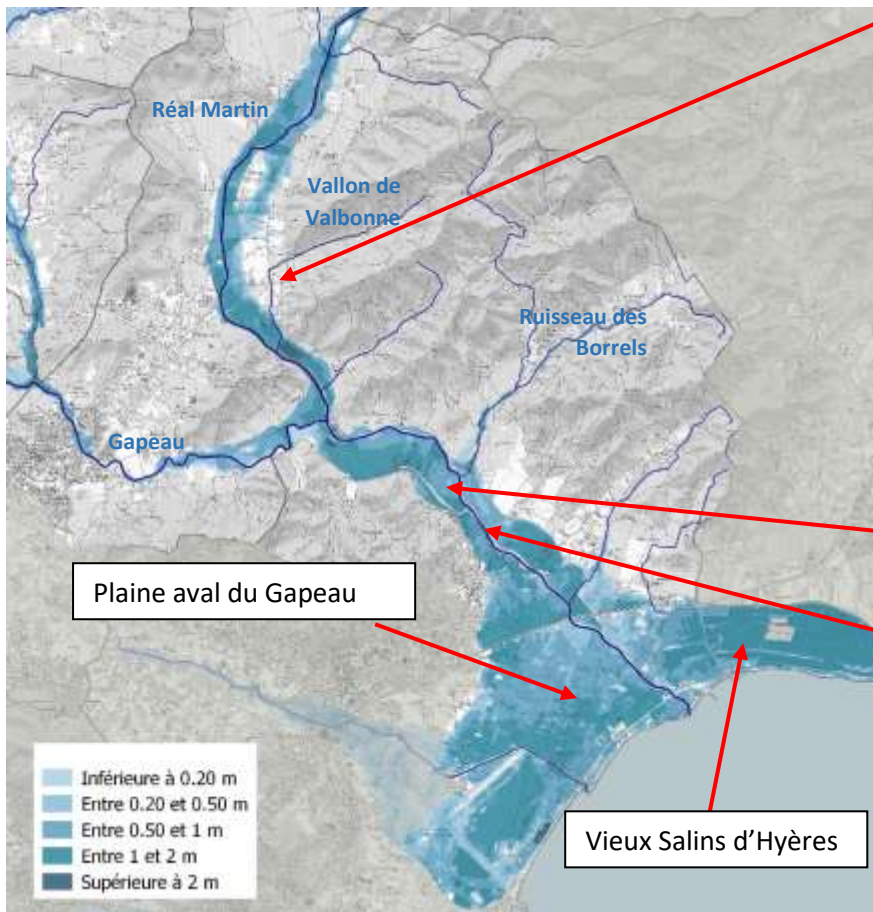 Réal Martin
Vallon de
Valbonne
Ruisseau des
Borrels
Gapeau
Plaine aval du Gapeau
Inférieure à 0.20 m
Entre 0.20 et 0.50 m
Entre 0.50 et 1 m
Entre 1 et 2 m
Supérieure à 2 m
Vieux Salins d’Hyères